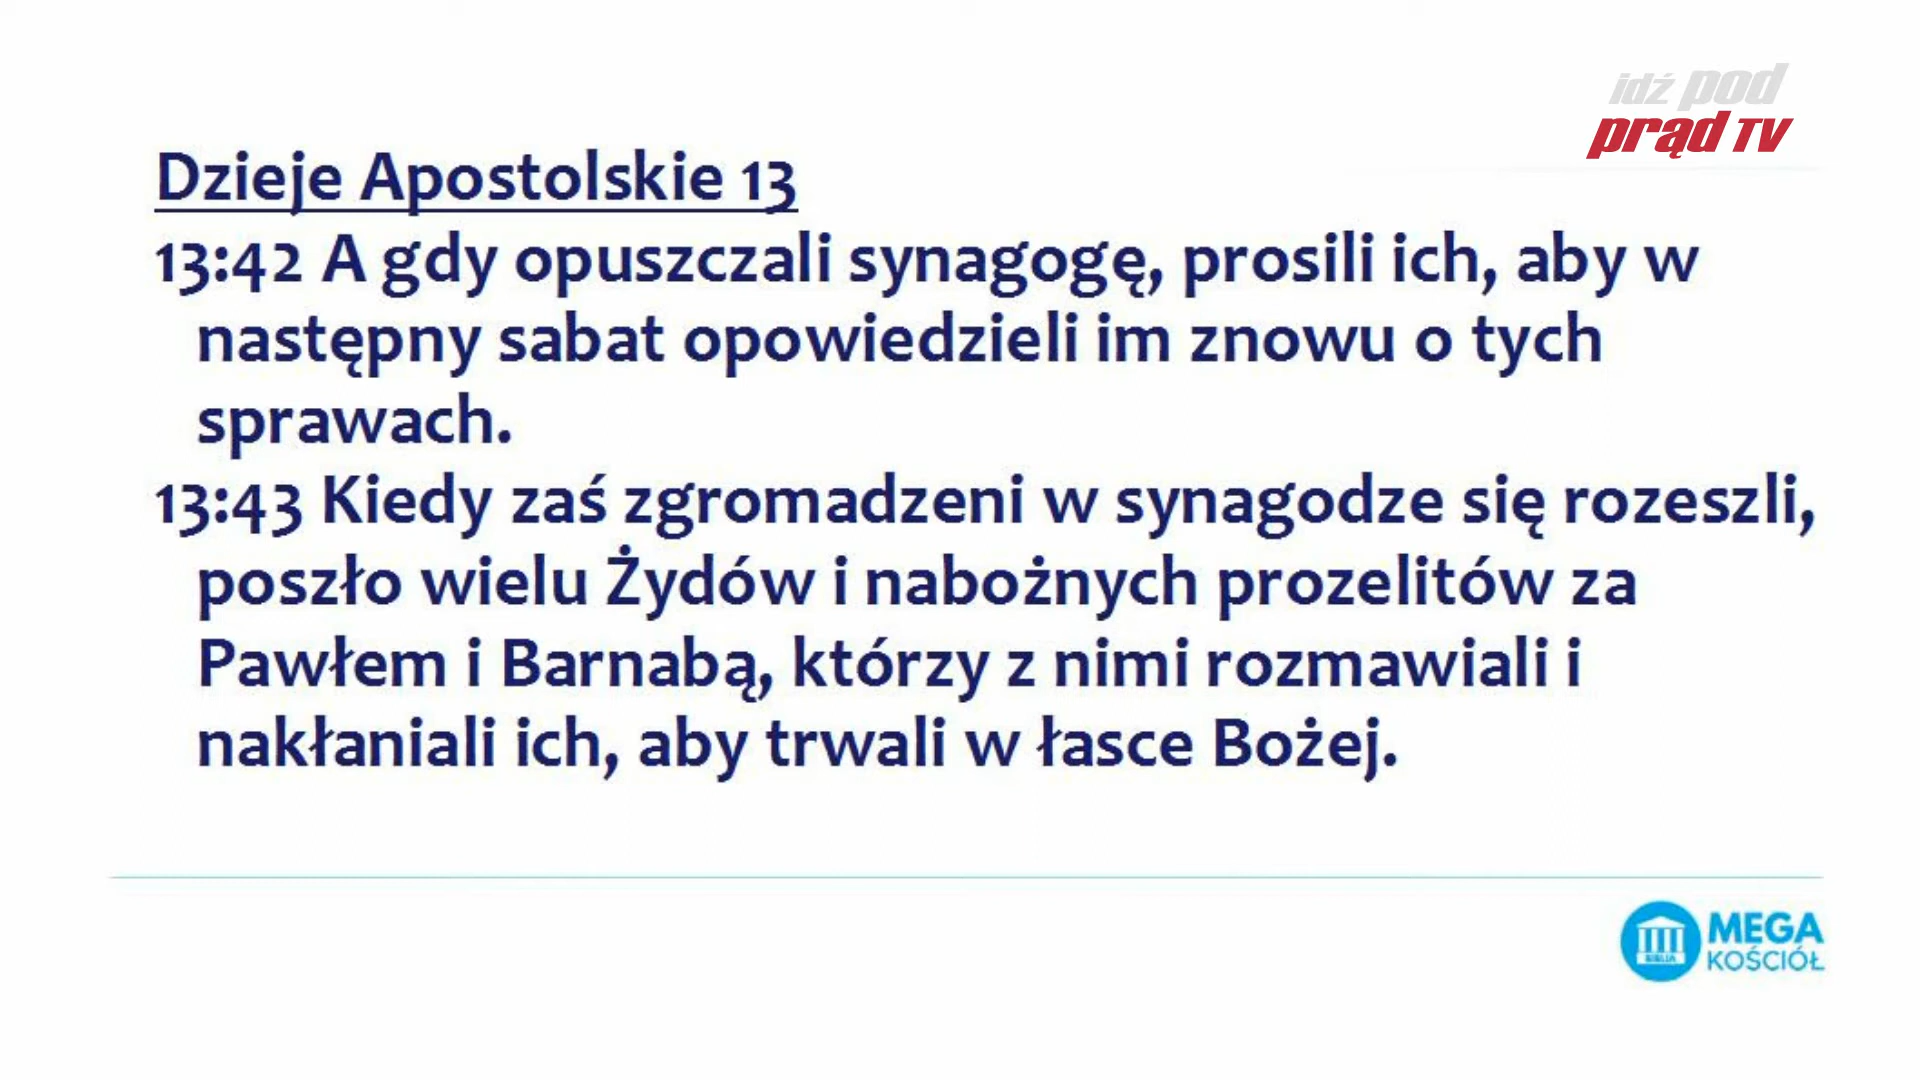 idź pod
prąd TV
Dzieje Apostolskie 13
13:42 A gdy opuszczali synagogę, prosili ich, aby w
następny sabat opowiedzieli im znowu o tych
sprawach.
13:43 Kiedy zaś zgromadzeni w synagodze się rozeszli,
poszło wielu Żydów i nabożnych prozelitów za
Pawłem i Barnabą, którzy z nimi rozmawiali i
nakłaniali ich, aby trwali w łasce Bożej.
BIBLIA
MEGA
KOŚCIÓŁ